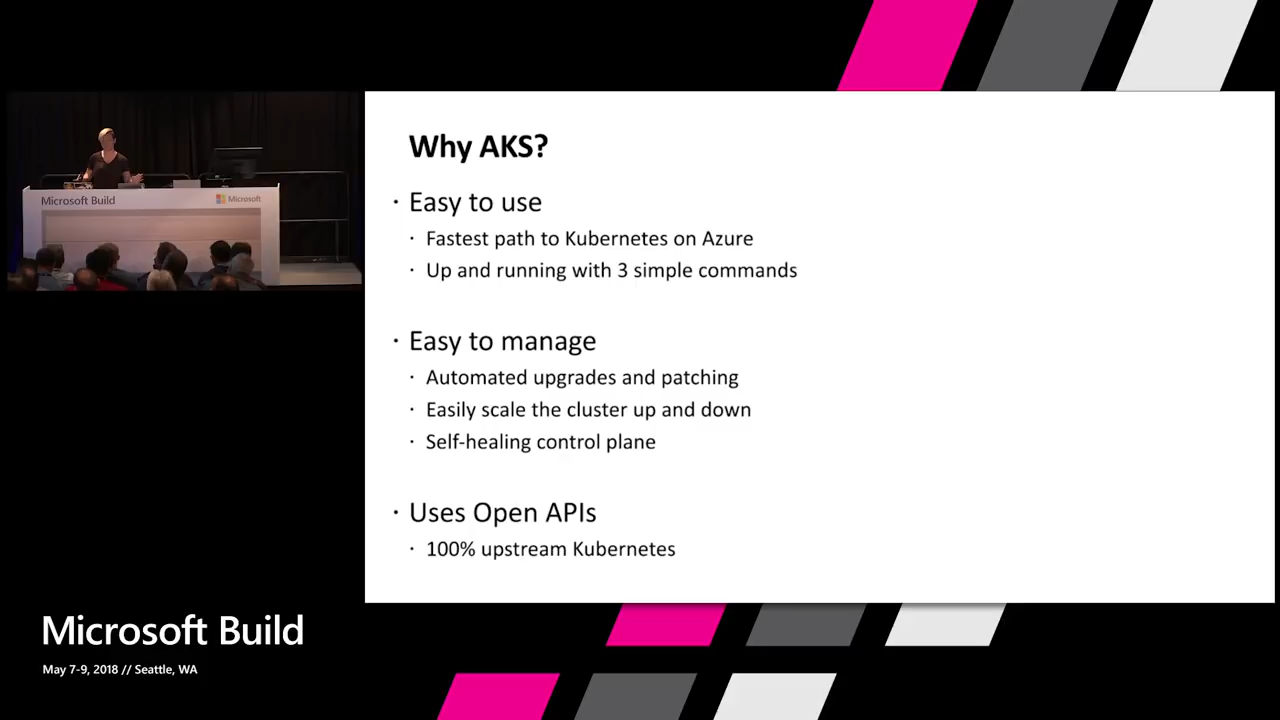 Microsoft Build
Microsoft
Why AKS?
· Easy to use
· Fastest path to Kubernetes on Azure
· Up and running with 3 simple commands
· Easy to manage
· Automated upgrades and patching
· Easily scale the cluster up and down
· Self-healing control plane
· Uses Open APIs
· 100% upstream Kubernetes
Microsoft Build
May 7-9, 2018 // Seattle, WA